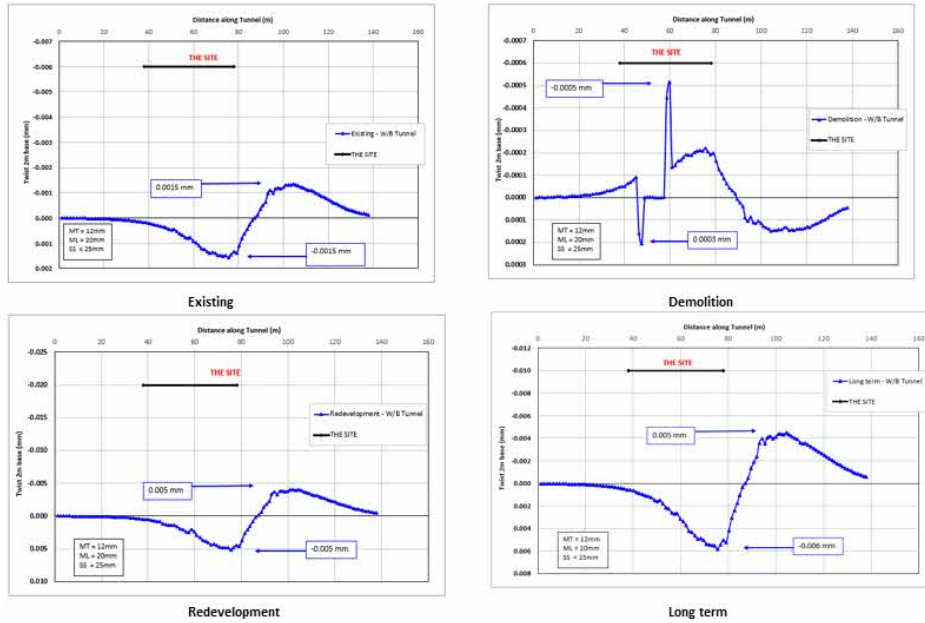 Distance along Tunnel (m)
0 20 40 60 80 100 120 140 160
-0.007
-0.006
-0.005
-0.004
-0.003
-0.002
-0.001
0.000
0.001
0.002
Twist 2m base (mm)
THE SITE
Existing - W/B Tunnel
THE SITE
0.0015 mm
-0.0015 mm
MT = 12mm
ML = 20mm
SS = 25mm
Existing
Distance along Tunnel (m)
0 20 40 60 80 100 120 140 160
-0.0007
-0.0006
-0.0005
-0.0004
-0.0003
-0.0002
-0.0001
0.0000
0.0001
0.0002
0.0003
Twist 2m base (mm)
THE SITE
-0.0005 mm
Demolition - W/B Tunnel
THE SITE
0.0003 mm
MT = 12mm
ML = 20mm
SS = 25mm
Demolition
Distance along Tunnel (m)
0 20 40 60 80 100 120 140 160
-0.025
-0.020
-0.015
-0.010
-0.005
0.000
0.005
0.010
Twist 2m base (mm)
THE SITE
Redevelopment - W/B Tunnel
THE SITE
0.005 mm
-0.005 mm
MT = 12mm
ML = 20mm
SS = 25mm
Redevelopment
Distance along Tunnel (m)
0 20 40 60 80 100 120 140 160
-0.012
-0.010
-0.008
-0.006
-0.004
-0.002
0.000
0.002
0.004
0.006
0.008
Twist 2m base (mm)
THE SITE
Long term - W/B Tunnel
THE SITE
0.005 mm
-0.006 mm
MT = 12mm
ML = 20mm
SS = 25mm
Long term